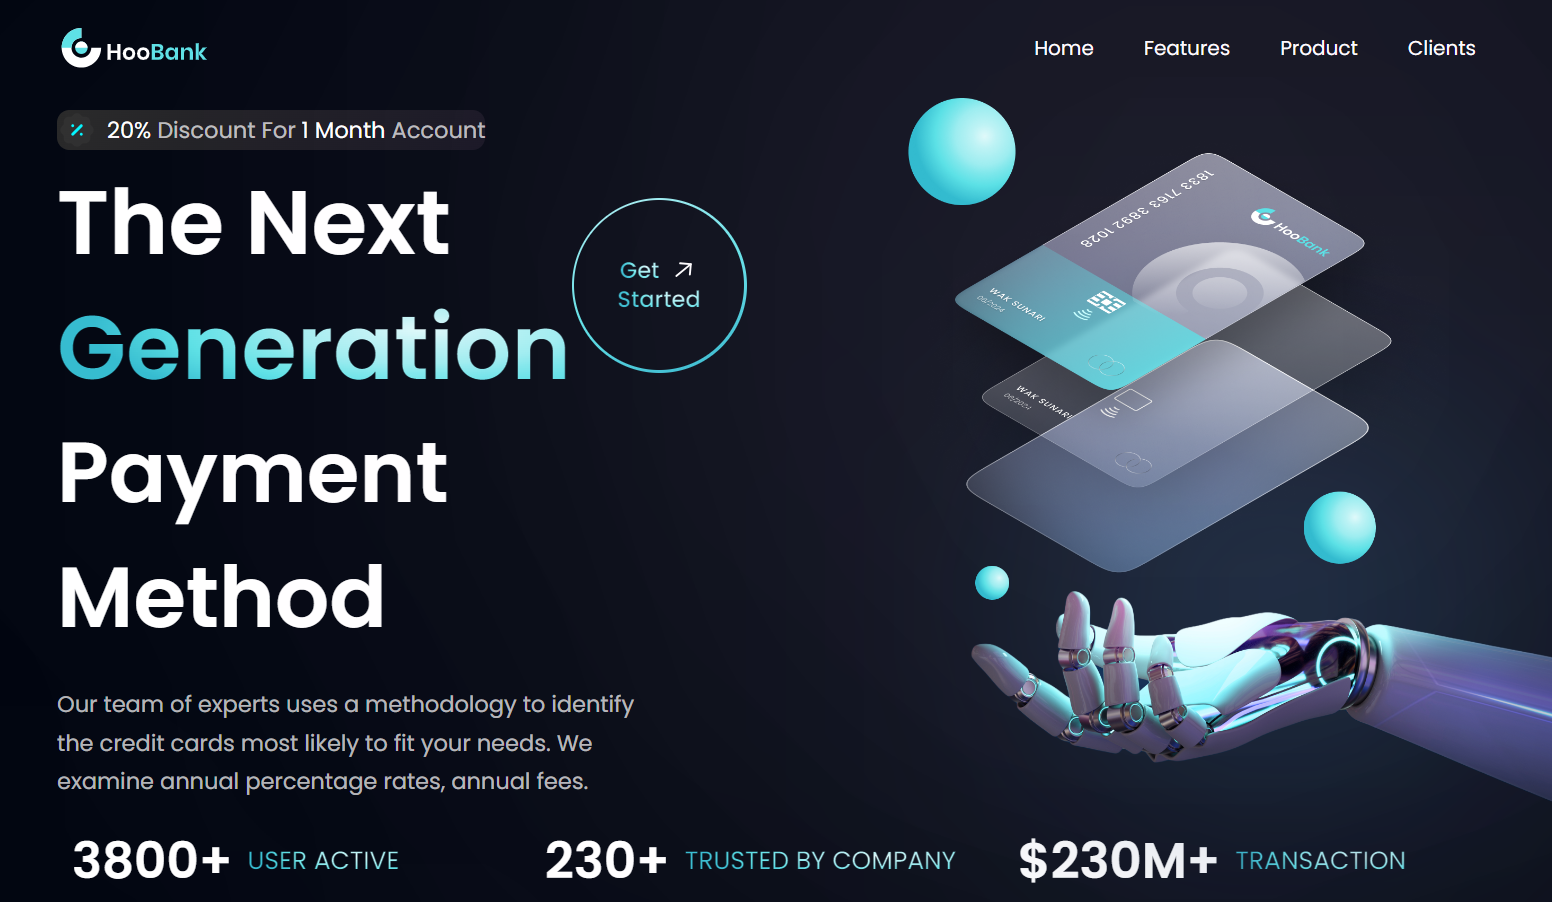 HooBank
Home Features Product Clients
20% Discount For 1 Month Account
The Next
Generation
Payment
Method
Get
Started
Our team of experts uses a methodology to identify
the credit cards most likely to fit your needs. We
examine annual percentage rates, annual fees.
1833 7163 3892 1028
HooBank
WAK SUNARI
06/2024
WAK SUNARI
06/2024
3800+ USER ACTIVE
230+ TRUSTED BY COMPANY
$230M+ TRANSACTION